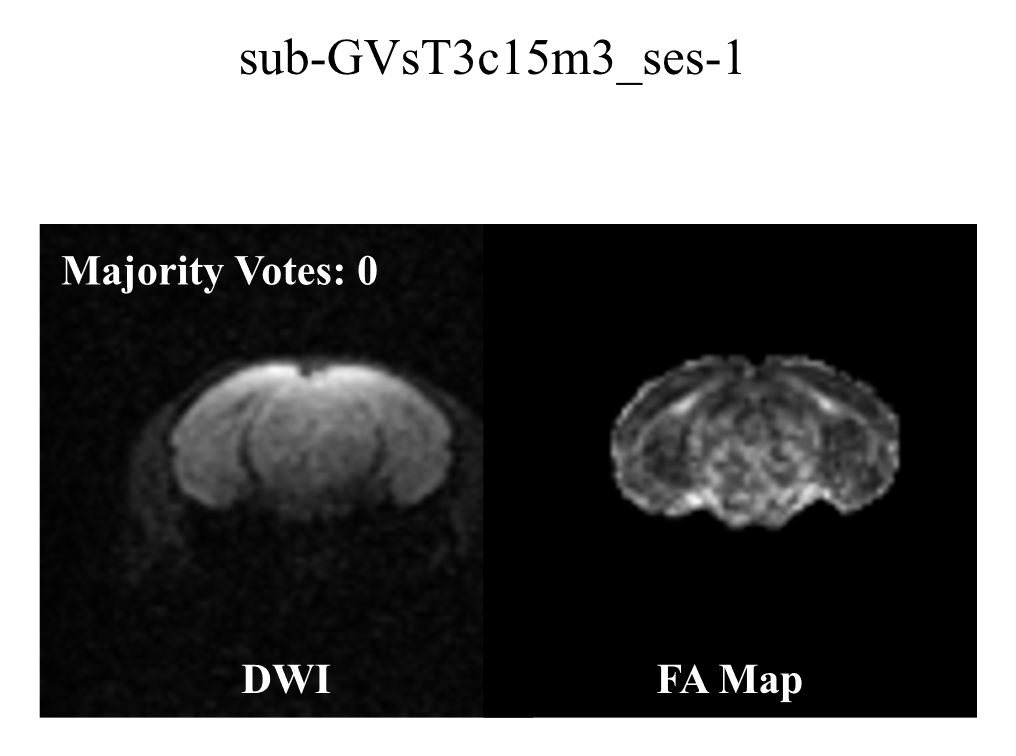 sub-GVsT3c15m3_ses-1
Majority Votes: 0
DWI
FA Map